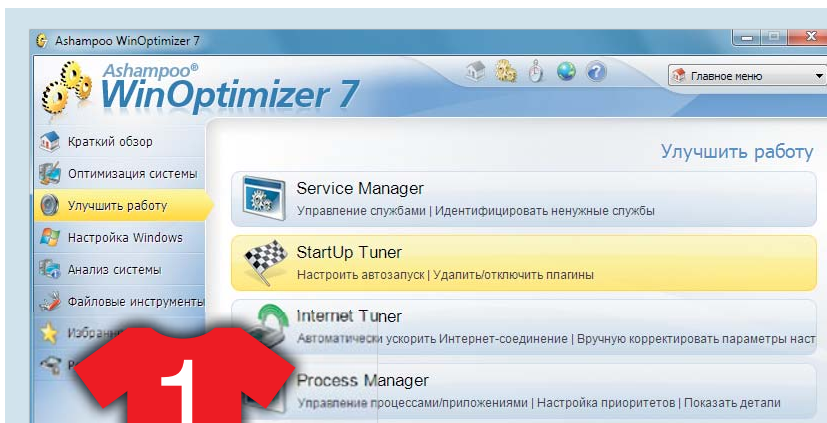 Ashampoo WinOptimizer 7
Ashampoo®
WinOptimizer 7
Главное меню
Краткий обзор
Оптимизация системы
Улучшить работу
Настройка Windows
Анализ системы
Файловые инструменты
Улучшить работу
Service Manager
Управление службами | Идентифицировать ненужные службы
StartUp Tuner
Настроить автозапуск | Удалить/отключить плагины
Internet Tuner
Автоматически ускорить Интернет-соединение | Вручную корректировать параметры наст
Process Manager
Управление процессами/приложениями | Настройка приоритетов | Показать детали
1